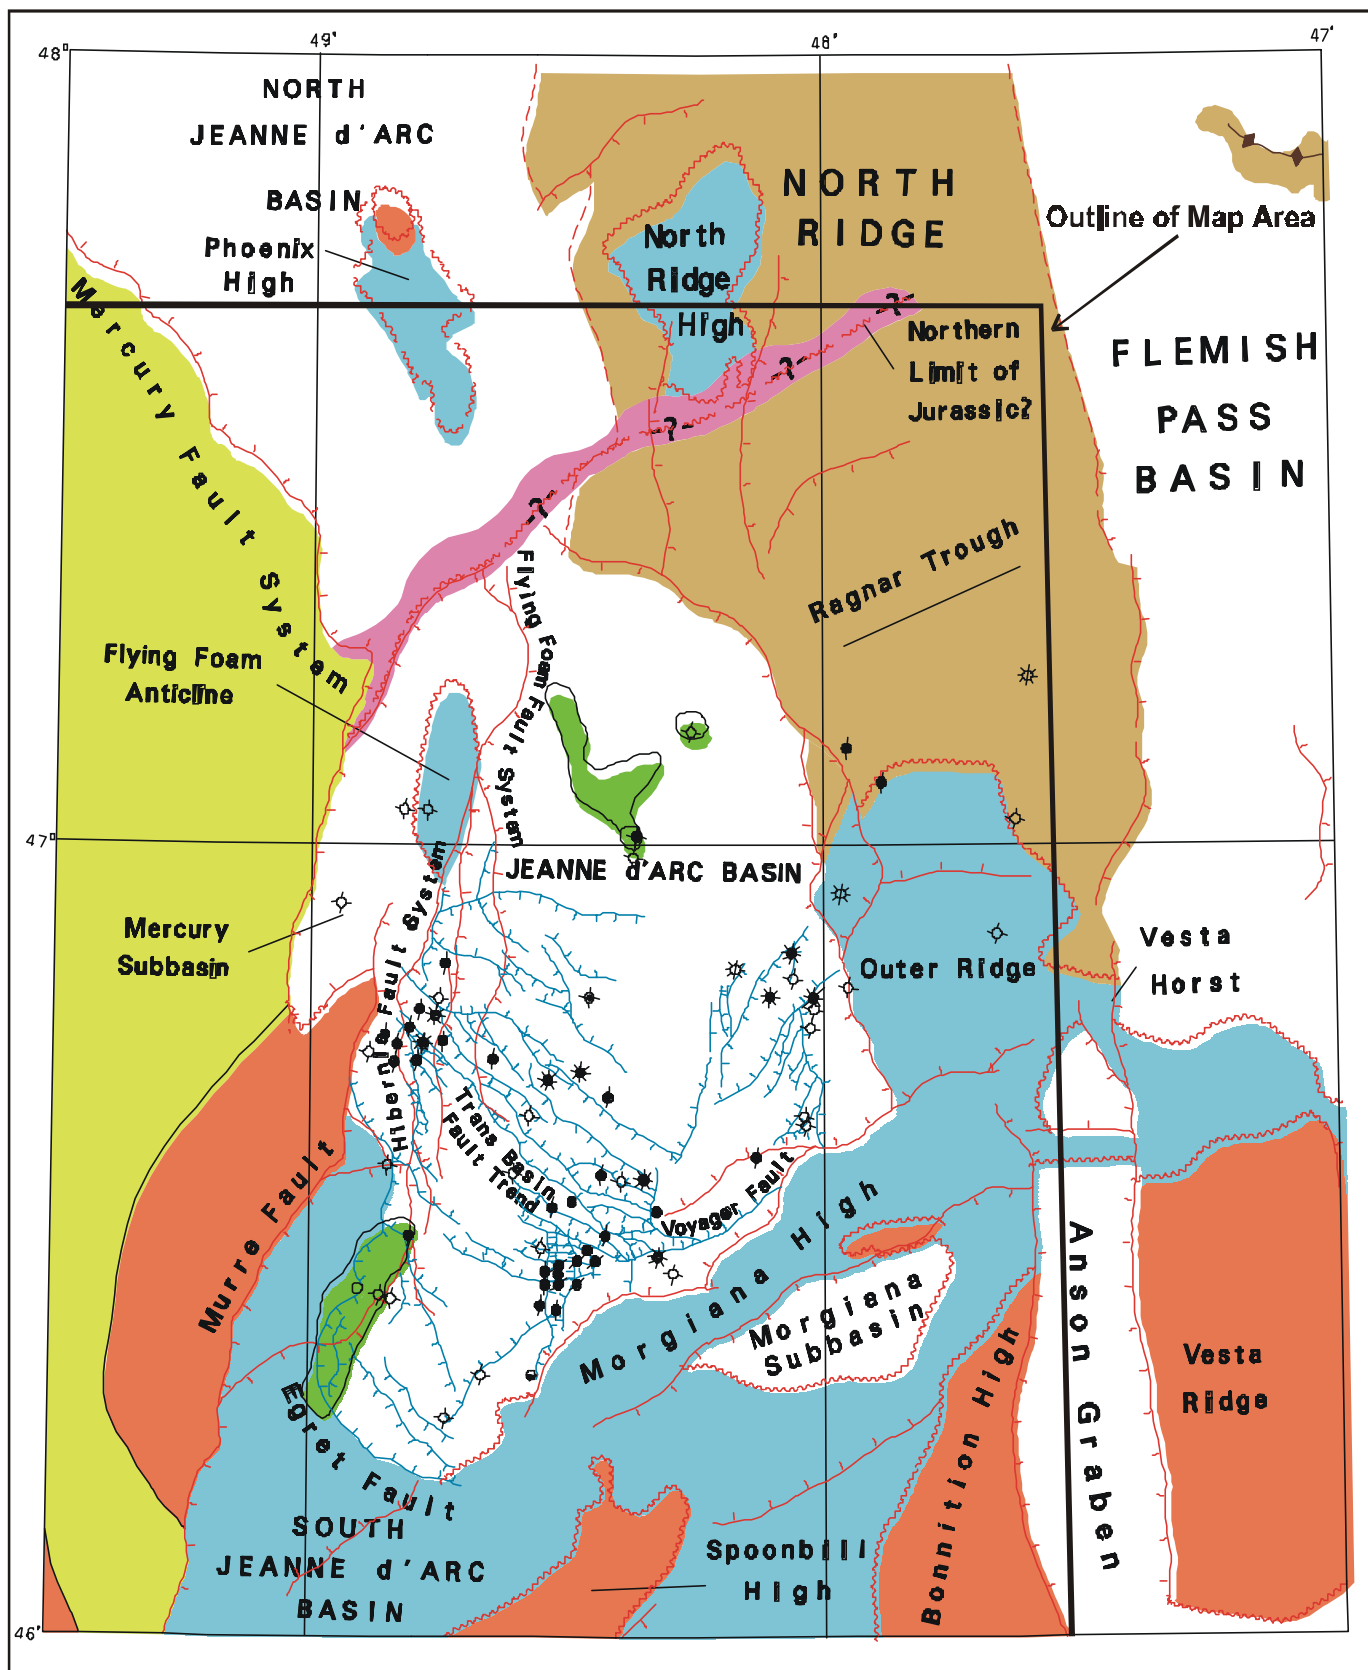 48°
49°
48°
47°
NORTH
JEANNE d'ARC
BASIN
Phoenix
High
North
Ridge
High
NORTH
RIDGE
Outline of Map Area
Northern
Limit of
Jurassic?
-?-
-?-
-?-
-?-
FLEMISH
PASS
BASIN
Mercury Fault System
Ragnar Trough
Flying Foam
Anticline
Flying Foam Fault System
47°
JEANNE d'ARC BASIN
Mercury
Subbasin
Hibernia Fault System
Outer Ridge
Vesta
Horst
Trans Basin
Fault Trend
Voyager Fault
Murre Fault
Morgiana High
Morgiana
Subbasin
Anson Graben
Vesta
Ridge
Egret Fault
Bonnition High
SOUTH
JEANNE d'ARC
BASIN
Spoonbill
High
46°